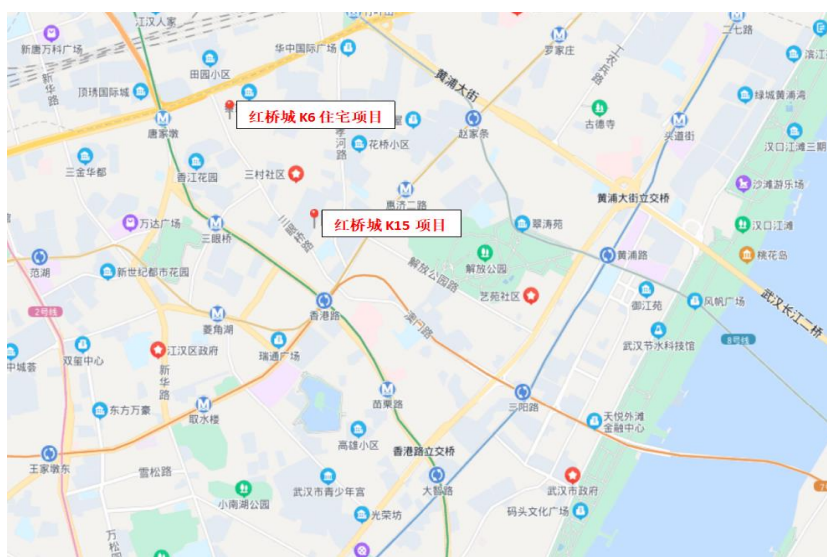 江汉人家
新唐万科广场
华中国际广场
罗家庄
二七路
新华路
田园小区
黄浦大街
工农兵路
顶琇国际城
绿城黄浦湾
红桥城 K6 住宅项目
唐家墩
花桥小区
赵家条
古德寺
头道街
汉口江滩三期
三金华都
香江花园
三村社区
惠济二路
黄浦大街立交桥
沙滩游乐场
万达广场
红桥城 K15 项目
三眼桥
翠涛苑
汉口江滩
范湖
新世纪都市花园
解放公园路
解放公园
黄浦路
桃花岛
2号线
香港路
艺苑社区
御江苑
风帆广场
武汉长江二桥
菱角湖
澳门路
武汉节水科技馆
8号线
双玺中心
江汉区政府
瑞通广场
中城荟
新华路
苗栗路
三阳路
东方万豪
取水楼
天悦外滩
金融中心
高雄小区
香港路立交桥
王家墩东
雪松路
武汉市青少年宫
大智路
武汉市政府
小南湖公园
码头文化广场
万松
光荣坊